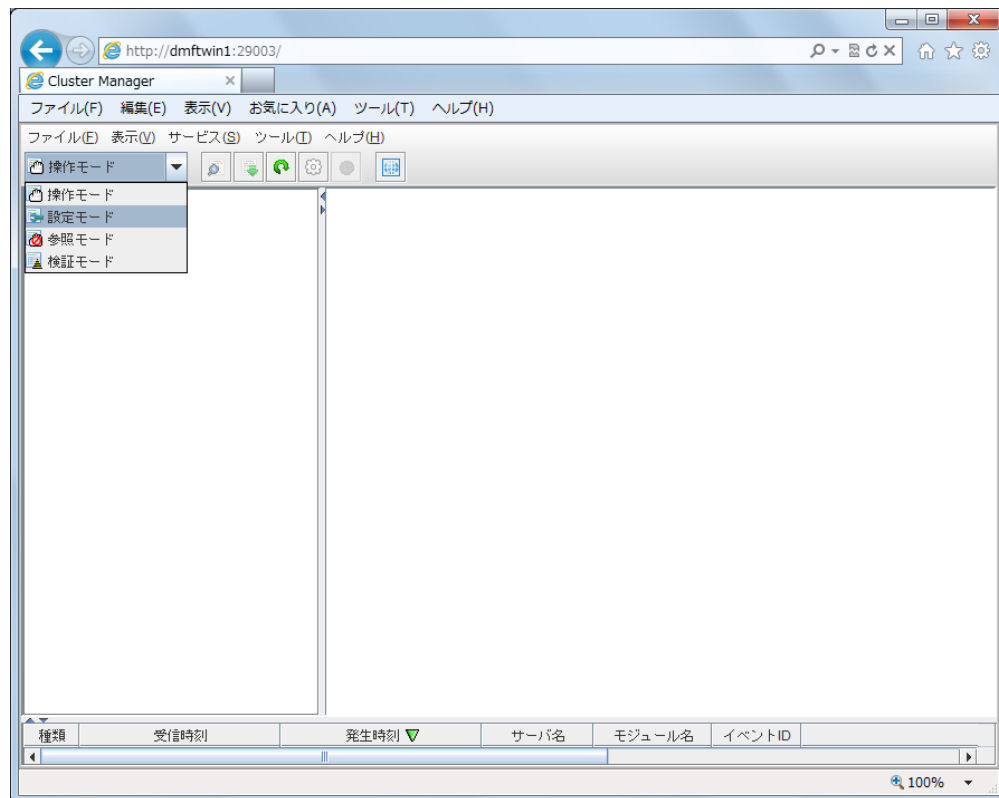 http://dmftwin1:29003/
Cluster Manager
ファイル(F) 編集(E) 表示(V) お気に入り(A) ツール(T) ヘルプ(H)
ファイル(F) 表示(V) サービス(S) ツール(T) ヘルプ(H)
操作モード
操作モード
設定モード
参照モード
検証モード
種類 受信時刻 発生時刻 サーバ名 モジュール名 イベントID
100%